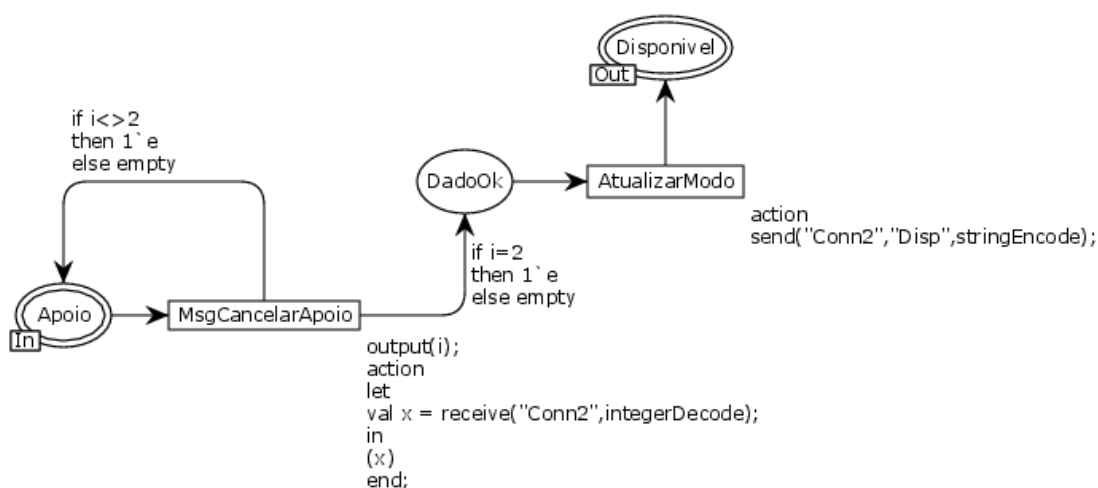 Disponivel
Out
if i<>2
then 1`e
else empty
DadoOk
AtualizarModo
action
send("Conn2","Disp",stringEncode);
if i=2
then 1`e
else empty
Apoio
In
MsgCancelarApoio
output(i);
action
let
val x = receive("Conn2",integerDecode);
in
(x)
end;